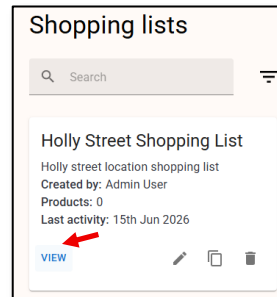 Shopping lists
Search
Holly Street Shopping List
Holly street location shopping list
Created by: Admin User
Products: 0
Last activity: 15th Jun 2026
VIEW